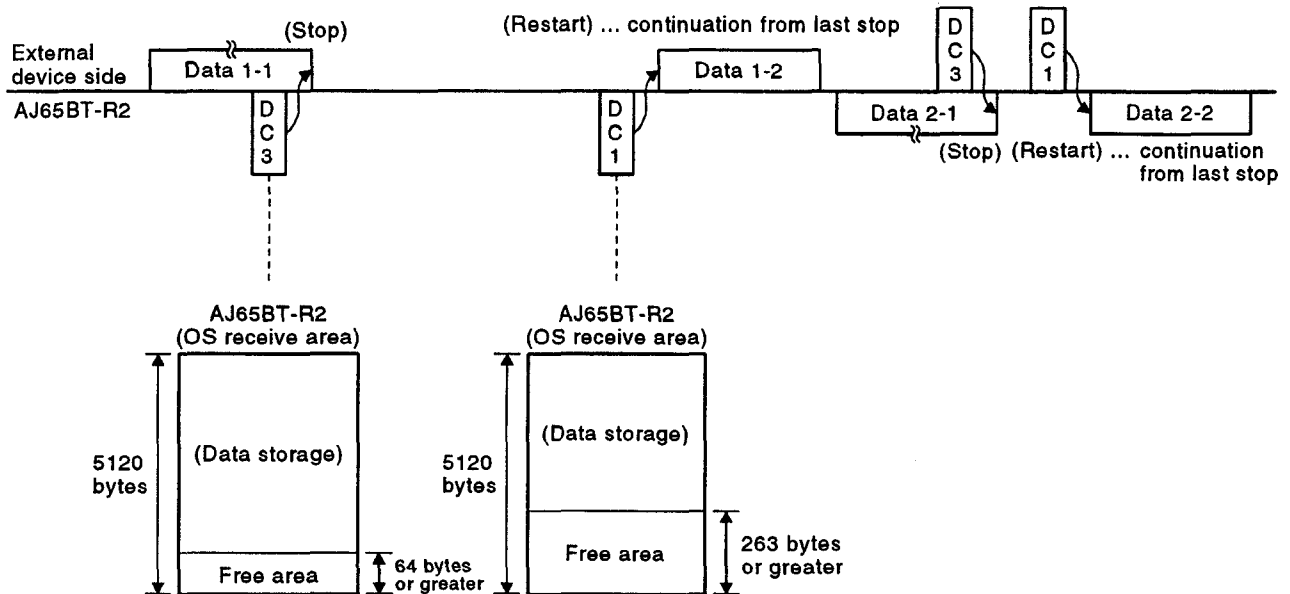 External
device side
AJ65BT-R2
Data 1-1
(Stop)
D
C
3
(Restart) ... continuation from last stop
D
C
1
Data 1-2
D
C
3
D
C
1
Data 2-1
Data 2-2
(Stop)
(Restart) ... continuation
from last stop
AJ65BT-R2
(OS receive area)
5120
bytes
(Data storage)
Free area
64 bytes
or greater
AJ65BT-R2
(OS receive area)
5120
bytes
(Data storage)
Free area
263 bytes
or greater